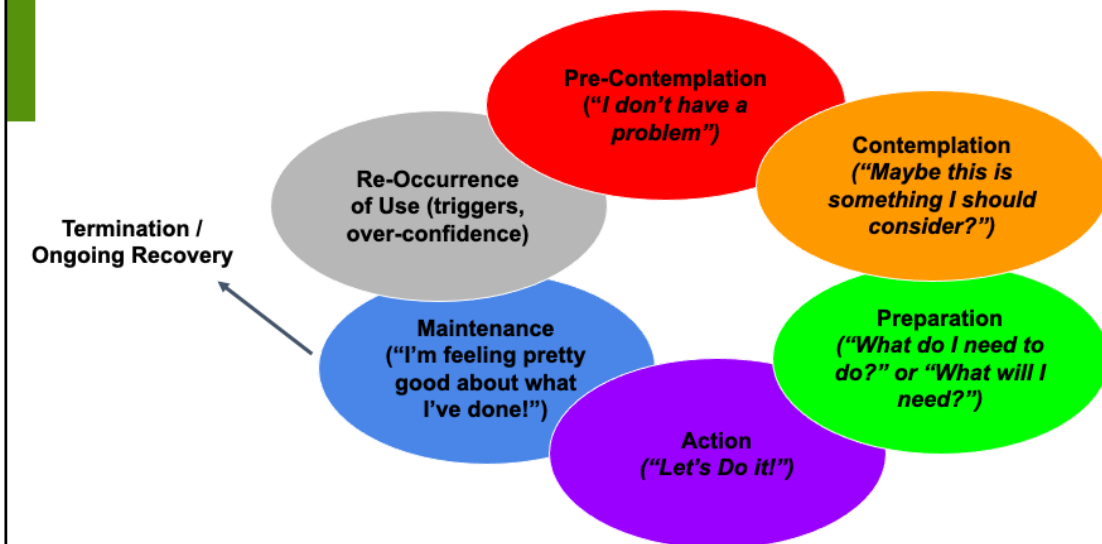 Pre-Contemplation
(“I don’t have a
problem”)
Contemplation
(“Maybe this is
something I should
consider?”)
Preparation
(“What do I need to
do?” or “What will I
need?”)
Action
(“Let’s Do it!”)
Maintenance
(“I’m feeling pretty
good about what
I’ve done!”)
Re-Occurrence
of Use (triggers,
over-confidence)
Termination /
Ongoing Recovery